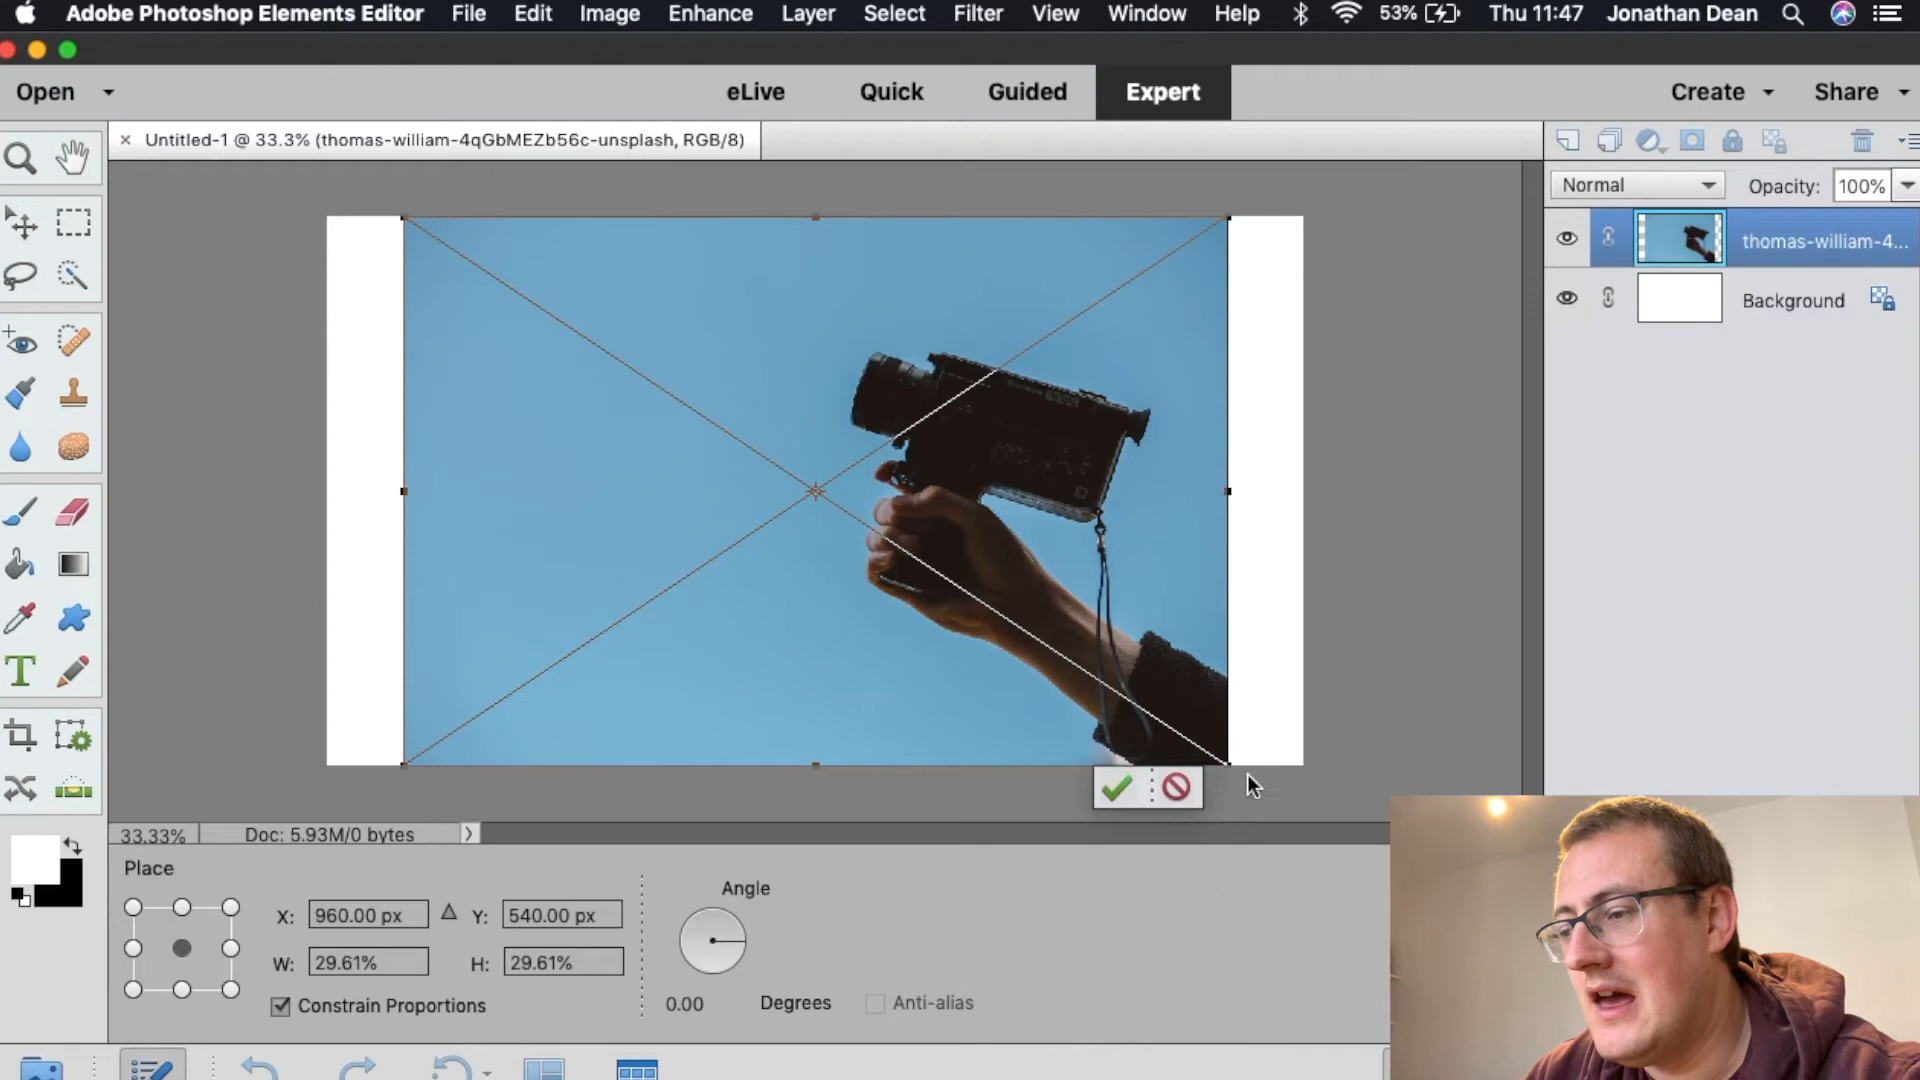 Adobe Photoshop Elements Editor File Edit Image Enhance Layer Select Filter View Window Help 53% Thu 11:47 Jonathan Dean
Open eLive Quick Guided Expert Create Share
× Untitled-1 @ 33.3% (thomas-william-4qGbMEZb56c-unsplash, RGB/8)
Normal Opacity: 100%
thomas-william-4...
Background
T
33.33% Doc: 5.93M/0 bytes
Place
Angle
X: 960.00 px Y: 540.00 px
W: 29.61% H: 29.61%
Constrain Proportions 0.00 Degrees Anti-alias